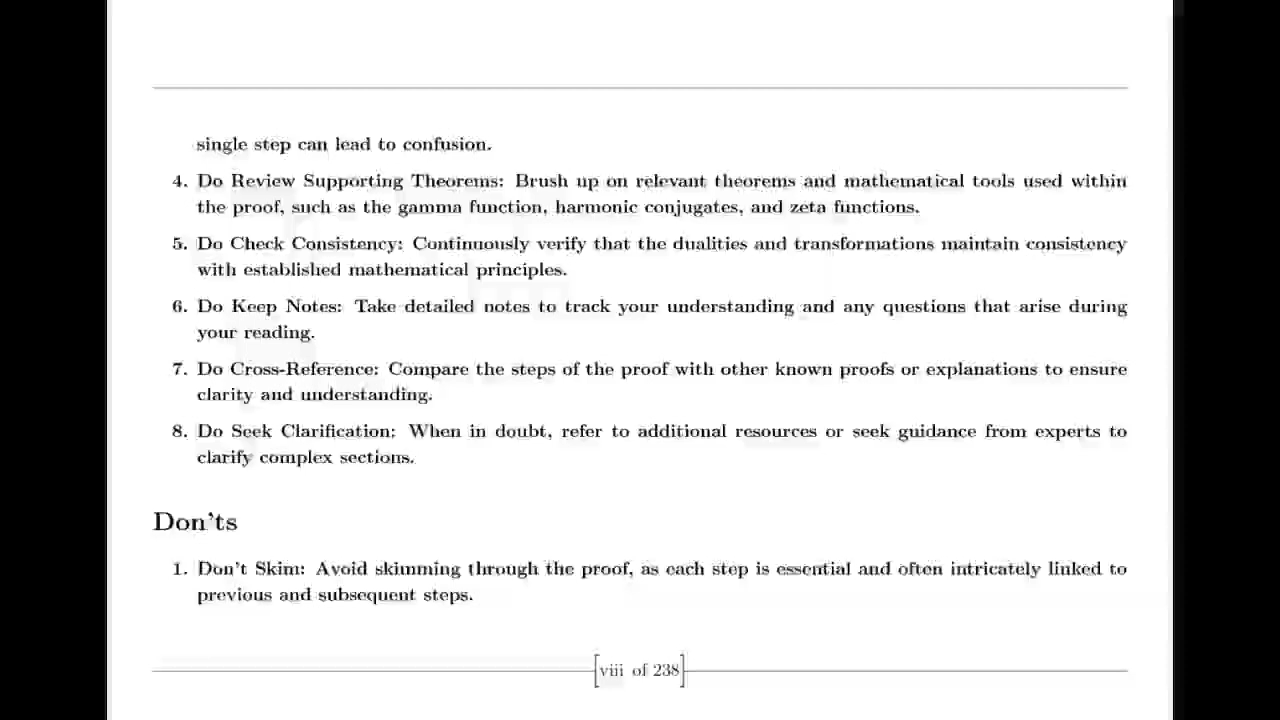 single step can lead to confusion.
4. Do Review Supporting Theorems: Brush up on relevant theorems and mathematical tools used within
the proof, such as the gamma function, harmonic conjugates, and zeta functions.
5. Do Check Consistency: Continuously verify that the dualities and transformations maintain consistency
with established mathematical principles.
6. Do Keep Notes: Take detailed notes to track your understanding and any questions that arise during
your reading.
7. Do Cross-Reference: Compare the steps of the proof with other known proofs or explanations to ensure
clarity and understanding.
8. Do Seek Clarification: When in doubt, refer to additional resources or seek guidance from experts to
clarify complex sections.
Don'ts
1. Don't Skim: Avoid skimming through the proof, as each step is essential and often intricately linked to
previous and subsequent steps.
[viii of 238]